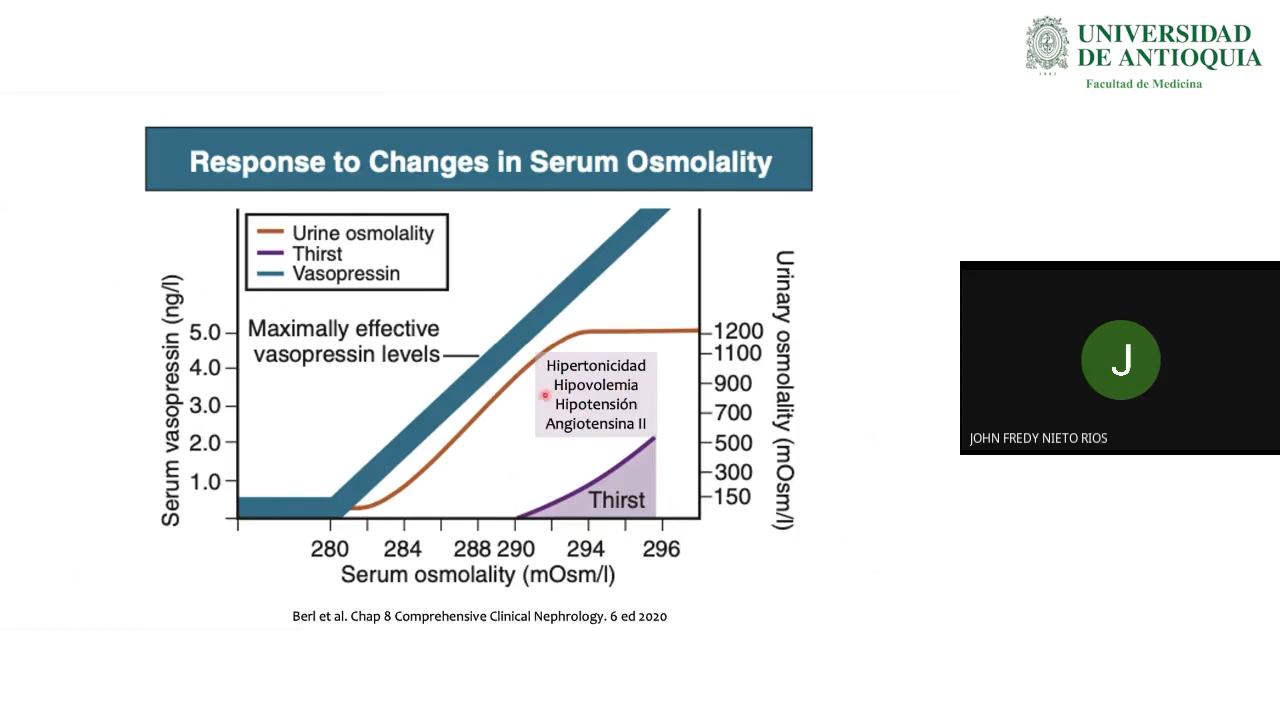 UNIVERSIDAD
DE ANTIOQUIA
1803
Facultad de Medicina
Response to Changes in Serum Osmolality
Urine osmolality
Thirst
Vasopressin
Maximally effective
vasopressin levels
Serum vasopressin (ng/l)
5.0
4.0
3.0
2.0
1.0
Hipertonicidad
Hipovolemia
Hipotensión
Angiotensina II
Thirst
1200
1100
900
700
500
300
150
Urinary osmolality (mOsm/l)
280 284 288 290 294 296
Serum osmolality (mOsm/l)
Berl et al. Chap 8 Comprehensive Clinical Nephrology. 6 ed 2020
J
JOHN FREDY NIETO RIOS